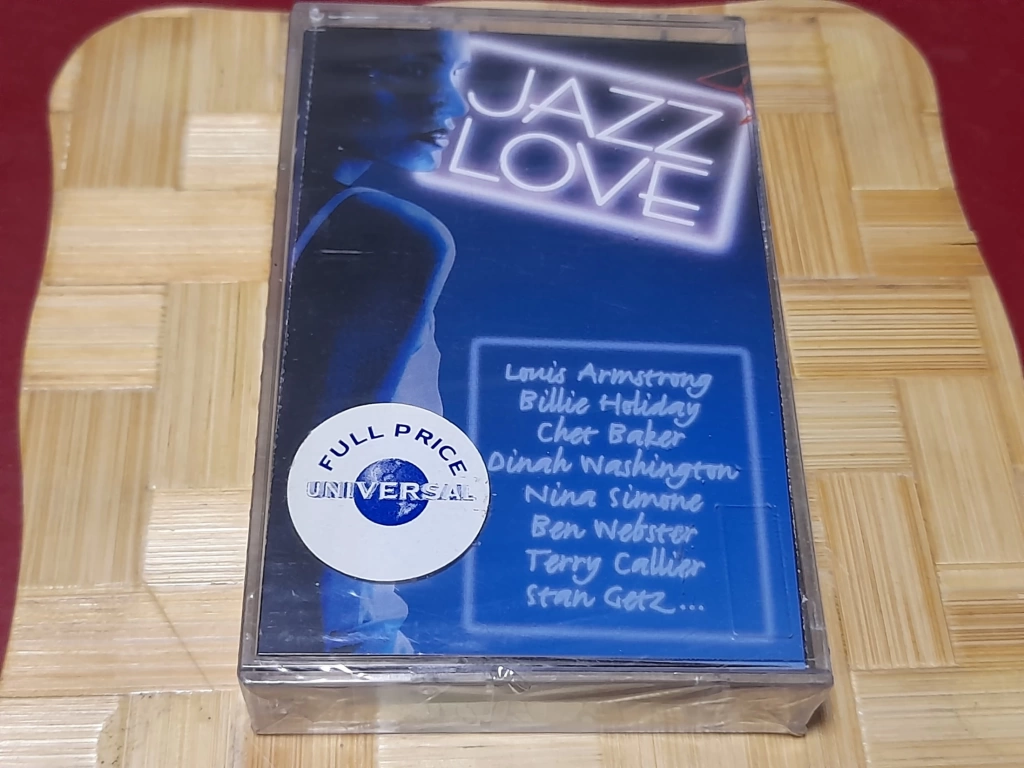 JAZZ
LOVE
Louis Armstrong
Billie Holiday
Chet Baker
Dinah Washington
Nina Simone
Ben Webster
Terry Callier
Stan Getz...
FULL PRICE
UNIVERSAL